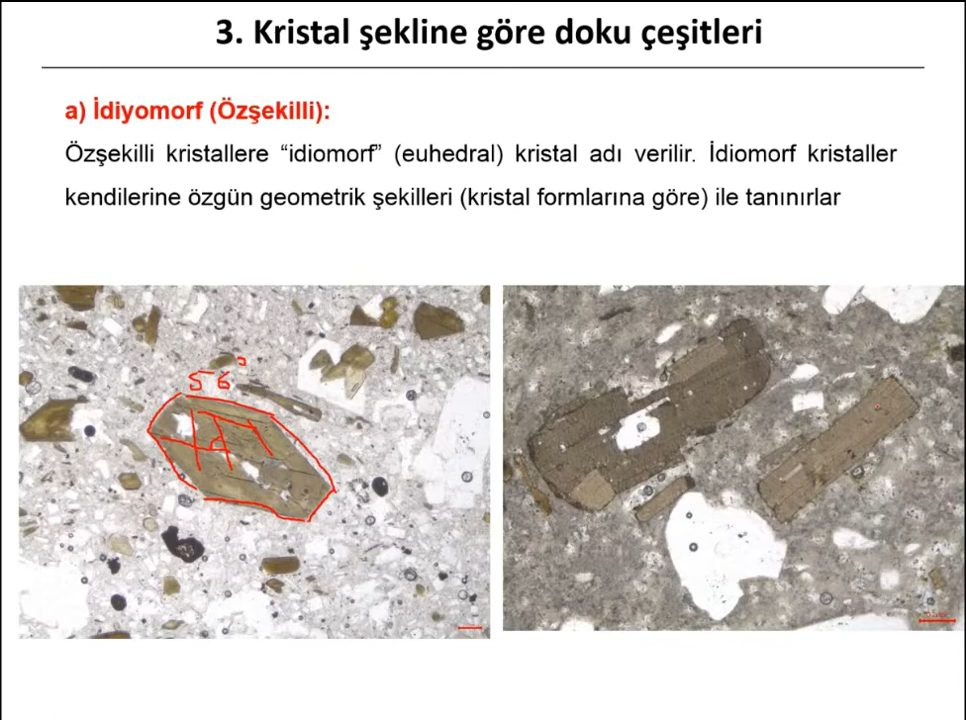 3. Kristal şekline göre doku çeşitleri
a) İdiyomorf (Özşekilli):
Özşekilli kristallere “idiomorf” (euhedral) kristal adı verilir. İdiomorf kristaller
kendilerine özgün geometrik şekilleri (kristal formlarına göre) ile tanınırlar
56°